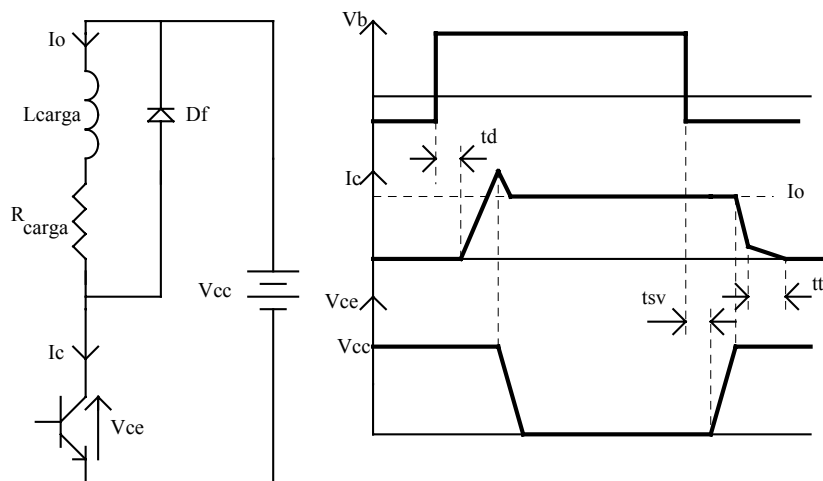 Io
Lcarga
Df
R
carga
Vcc
Ic
Vce
Vb
td
Ic
Io
Vce
tsv
tt
Vcc